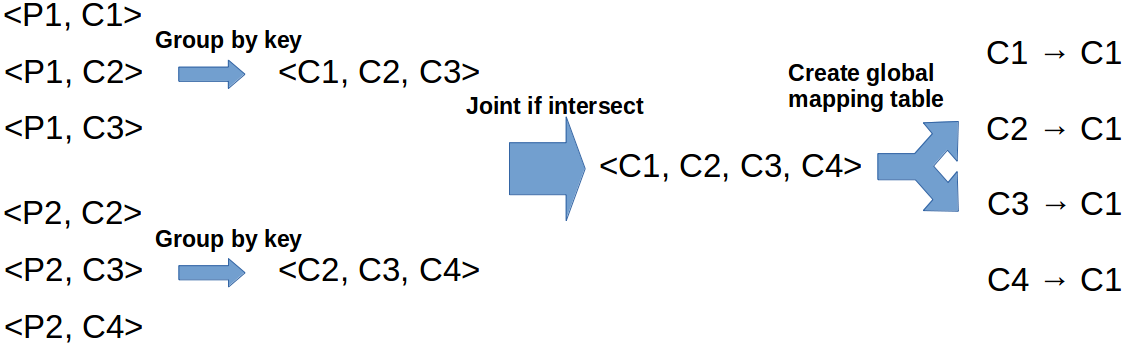 <P1, C1>
<P1, C2>
<P1, C3>
Group by key
<C1, C2, C3>
<P2, C2>
<P2, C3>
<P2, C4>
Group by key
<C2, C3, C4>
Joint if intersect
<C1, C2, C3, C4>
Create global
mapping table
C1 → C1
C2 → C1
C3 → C1
C4 → C1